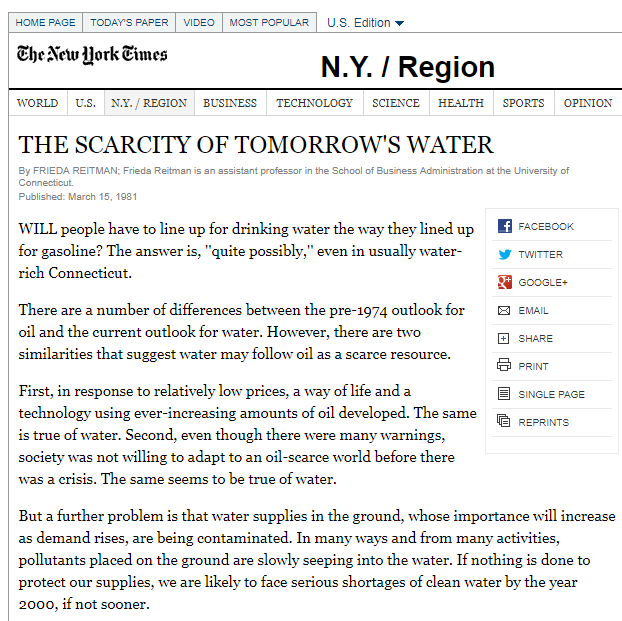 HOME PAGE TODAY'S PAPER VIDEO MOST POPULAR U.S. Edition
The New York Times
N.Y. / Region
WORLD U.S. N.Y. / REGION BUSINESS TECHNOLOGY SCIENCE HEALTH SPORTS OPINION
THE SCARCITY OF TOMORROW'S WATER
By FRIEDA REITMAN; Frieda Reitman is an assistant professor in the School of Business Administration at the University of
Connecticut.
Published: March 15, 1981
WILL people have to line up for drinking water the way they lined up
for gasoline? The answer is, ''quite possibly,'' even in usually water-
rich Connecticut.
There are a number of differences between the pre-1974 outlook for
oil and the current outlook for water. However, there are two
similarities that suggest water may follow oil as a scarce resource.
First, in response to relatively low prices, a way of life and a
technology using ever-increasing amounts of oil developed. The same
is true of water. Second, even though there were many warnings,
society was not willing to adapt to an oil-scarce world before there
was a crisis. The same seems to be true of water.
But a further problem is that water supplies in the ground, whose importance will increase
as demand rises, are being contaminated. In many ways and from many activities,
pollutants placed on the ground are slowly seeping into the water. If nothing is done to
protect our supplies, we are likely to face serious shortages of clean water by the year
2000, if not sooner.
FACEBOOK
TWITTER
GOOGLE+
EMAIL
SHARE
PRINT
SINGLE PAGE
REPRINTS